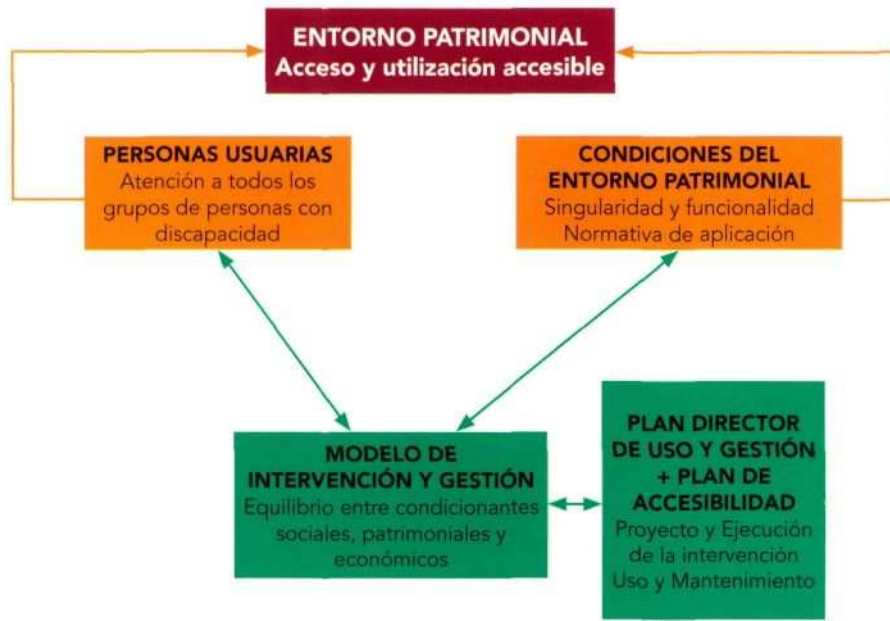 ENTORNO PATRIMONIAL
Acceso y utilización accesible
PERSONAS USUARIAS
Atención a todos los
grupos de personas con
discapacidad
CONDICIONES DEL
ENTORNO PATRIMONIAL
Singularidad y funcionalidad
Normativa de aplicación
MODELO DE
INTERVENCIÓN Y GESTIÓN
Equilibrio entre condicionantes
sociales, patrimoniales y
económicos
PLAN DIRECTOR
DE USO Y GESTIÓN
+ PLAN DE
ACCESIBILIDAD
Proyecto y Ejecución
de la intervención
Uso y Mantenimiento